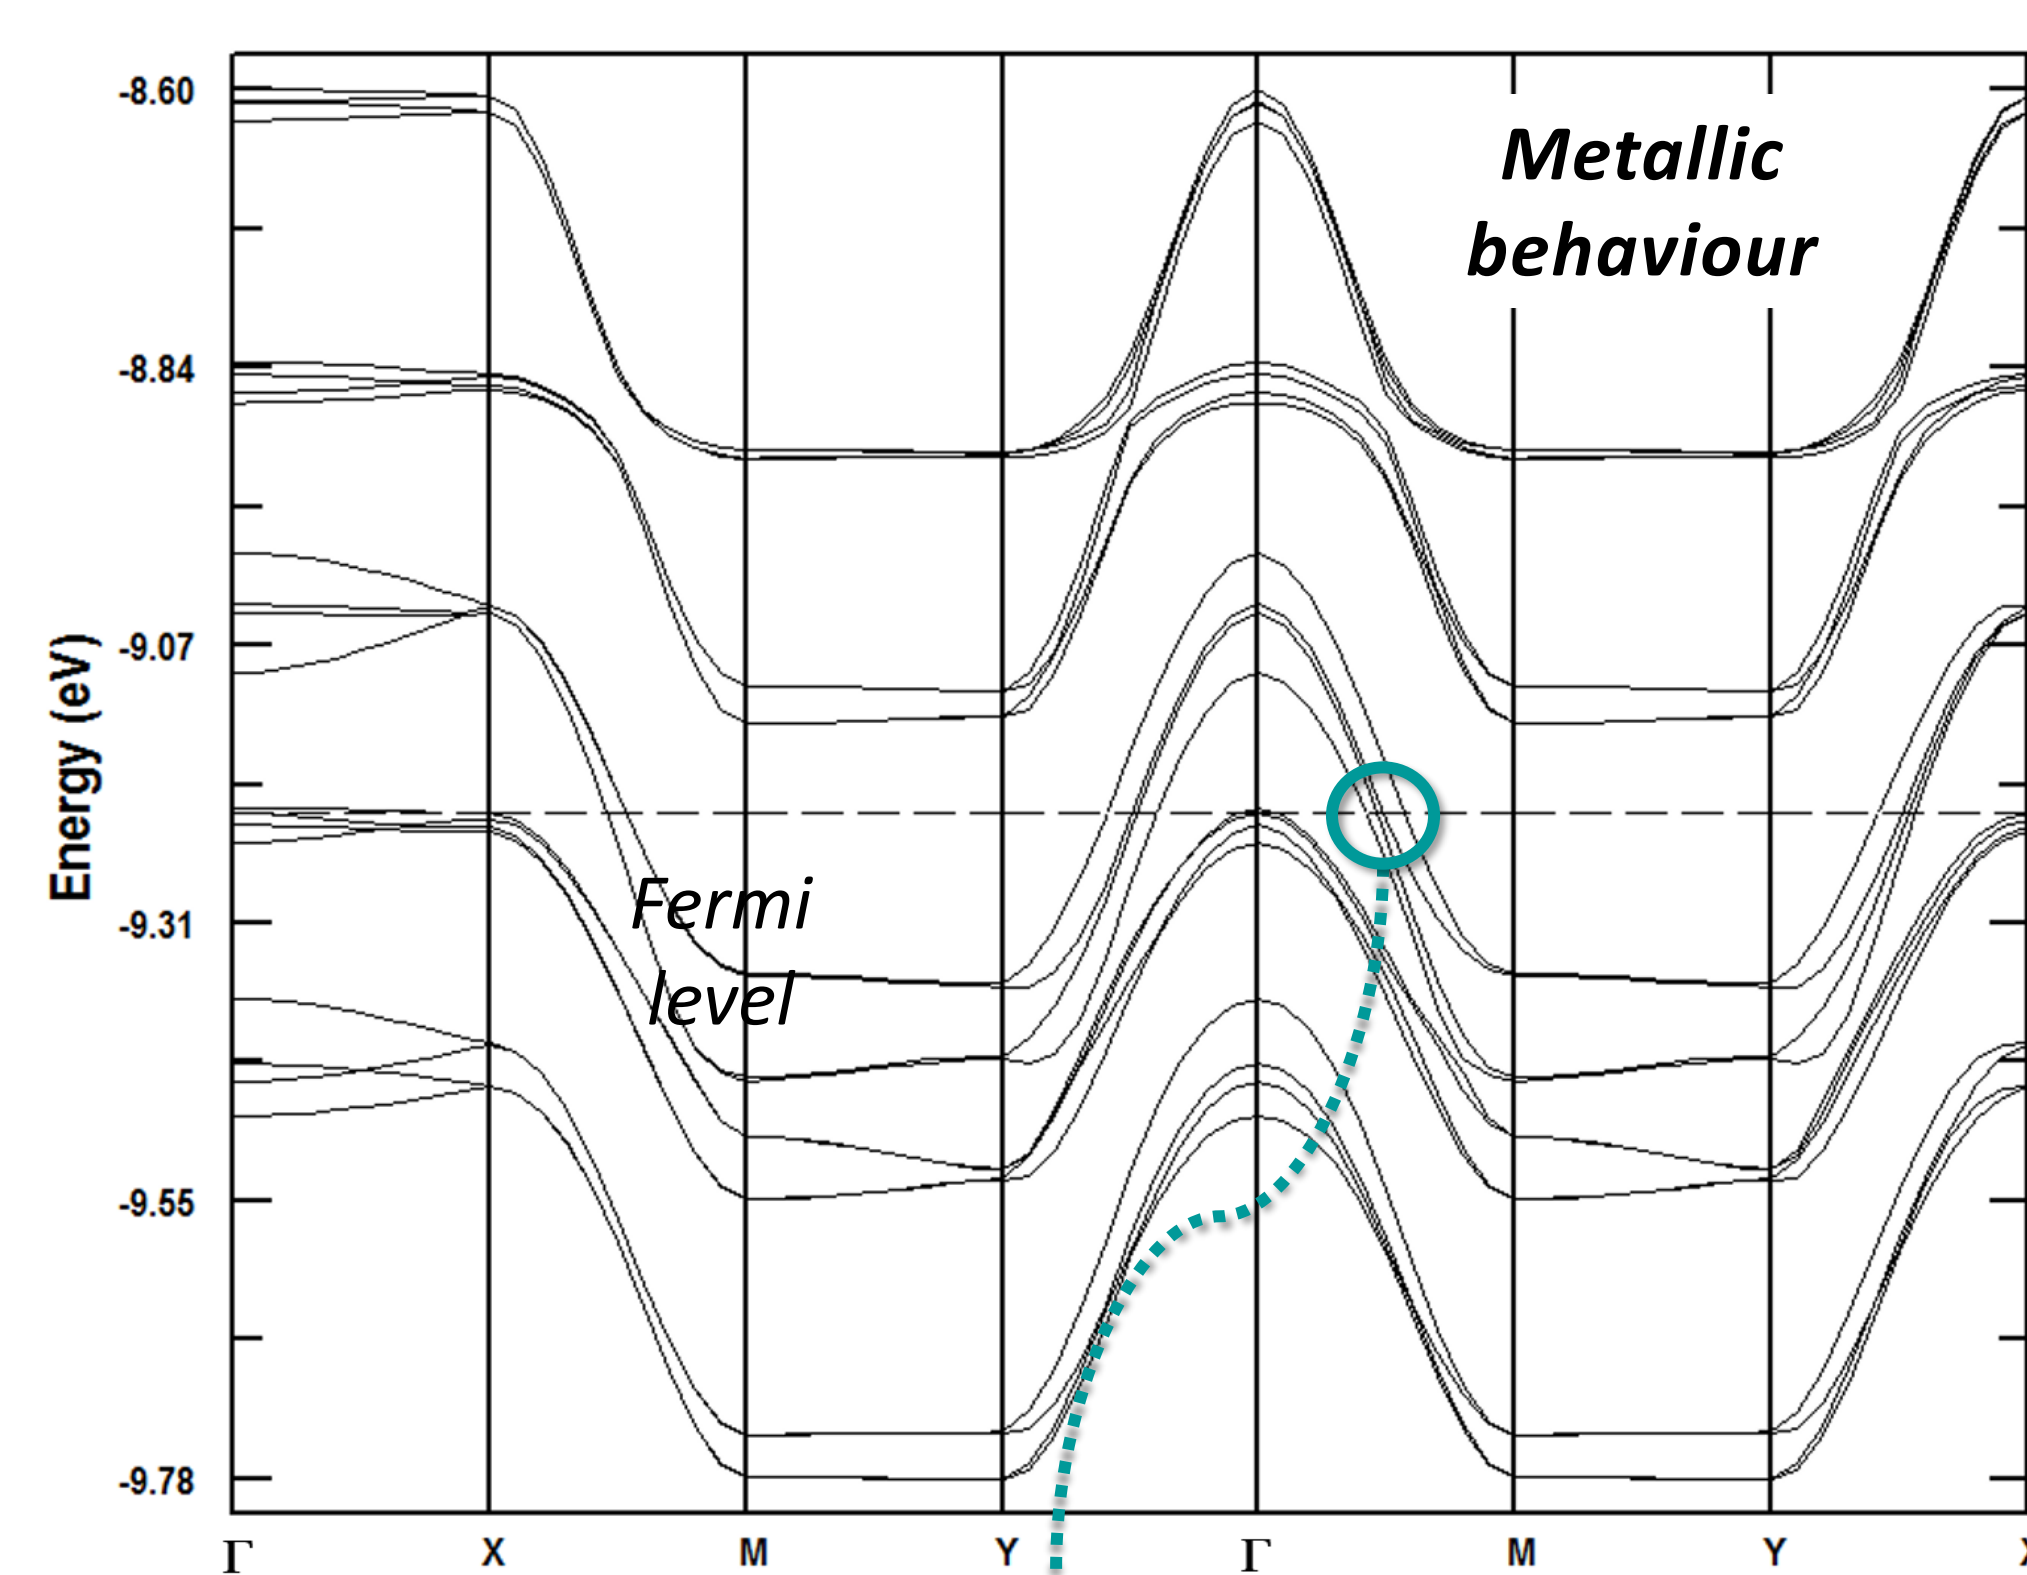 -8.60
Metallic
behaviour
-8.84
-9.07
Energy (eV)
Fermi
level
-9.31
-9.55
-9.78
Γ X M Y Γ M Y